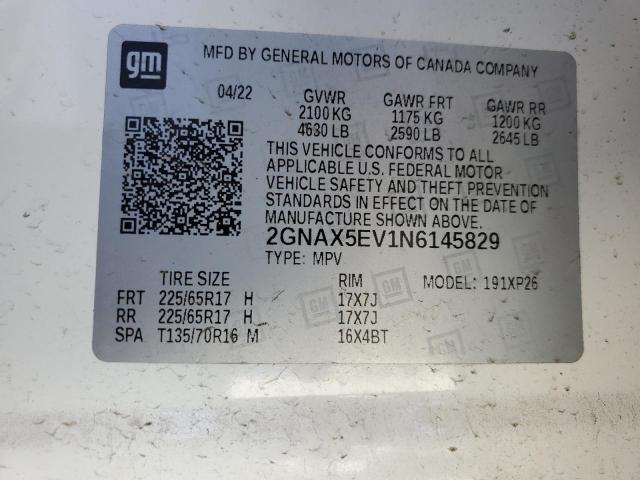 gm
MFD BY GENERAL MOTORS OF CANADA COMPANY
04/22 GVWR GAWR FRT GAWR RR
2100 KG 1175 KG 1200 KG
4630 LB 2590 LB 2645 LB
THIS VEHICLE CONFORMS TO ALL
APPLICABLE U.S. FEDERAL MOTOR
VEHICLE SAFETY AND THEFT PREVENTION
STANDARDS IN EFFECT ON THE DATE OF
MANUFACTURE SHOWN ABOVE.
2GNAX5EV1N6145829
TYPE: MPV
TIRE SIZE RIM MODEL: 191XP26
FRT 225/65R17 H 17X7J
RR 225/65R17 H 17X7J
SPA T135/70R16 M 16X4BT